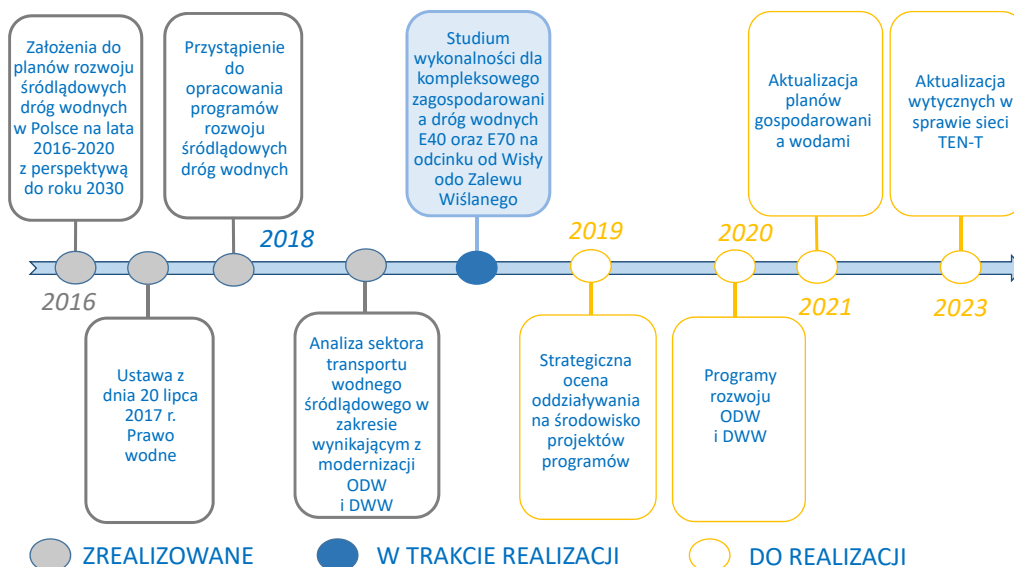 Założenia do
planów rozwoju
śródlądowych
dróg wodnych
w Polsce na lata
2016-2020
z perspektywą
do roku 2030
Przystąpienie
do
opracowania
programów
rozwoju
śródlądowych
dróg wodnych
Studium
wykonalności dla
kompleksowego
zagospodarowani
a dróg wodnych
E40 oraz E70 na
odcinku od Wisły
odo Zalewu
Wiślanego
Aktualizacja
planów
gospodarowani
a wodami
Aktualizacja
wytycznych w
sprawie sieci
TEN-T
2016
2018
2019
2020
2021
2023
Ustawa z
dnia 20 lipca
2017 r.
Prawo
wodne
Analiza sektora
transportu
wodnego
śródlądowego w
zakresie
wynikającym z
modernizacji
ODW
i DWW
Strategiczna
ocena
oddziaływania
na środowisko
projektów
programów
Programy
rozwoju
ODW
i DWW
ZREALIZOWANE
W TRAKCIE REALIZACJI
DO REALIZACJI